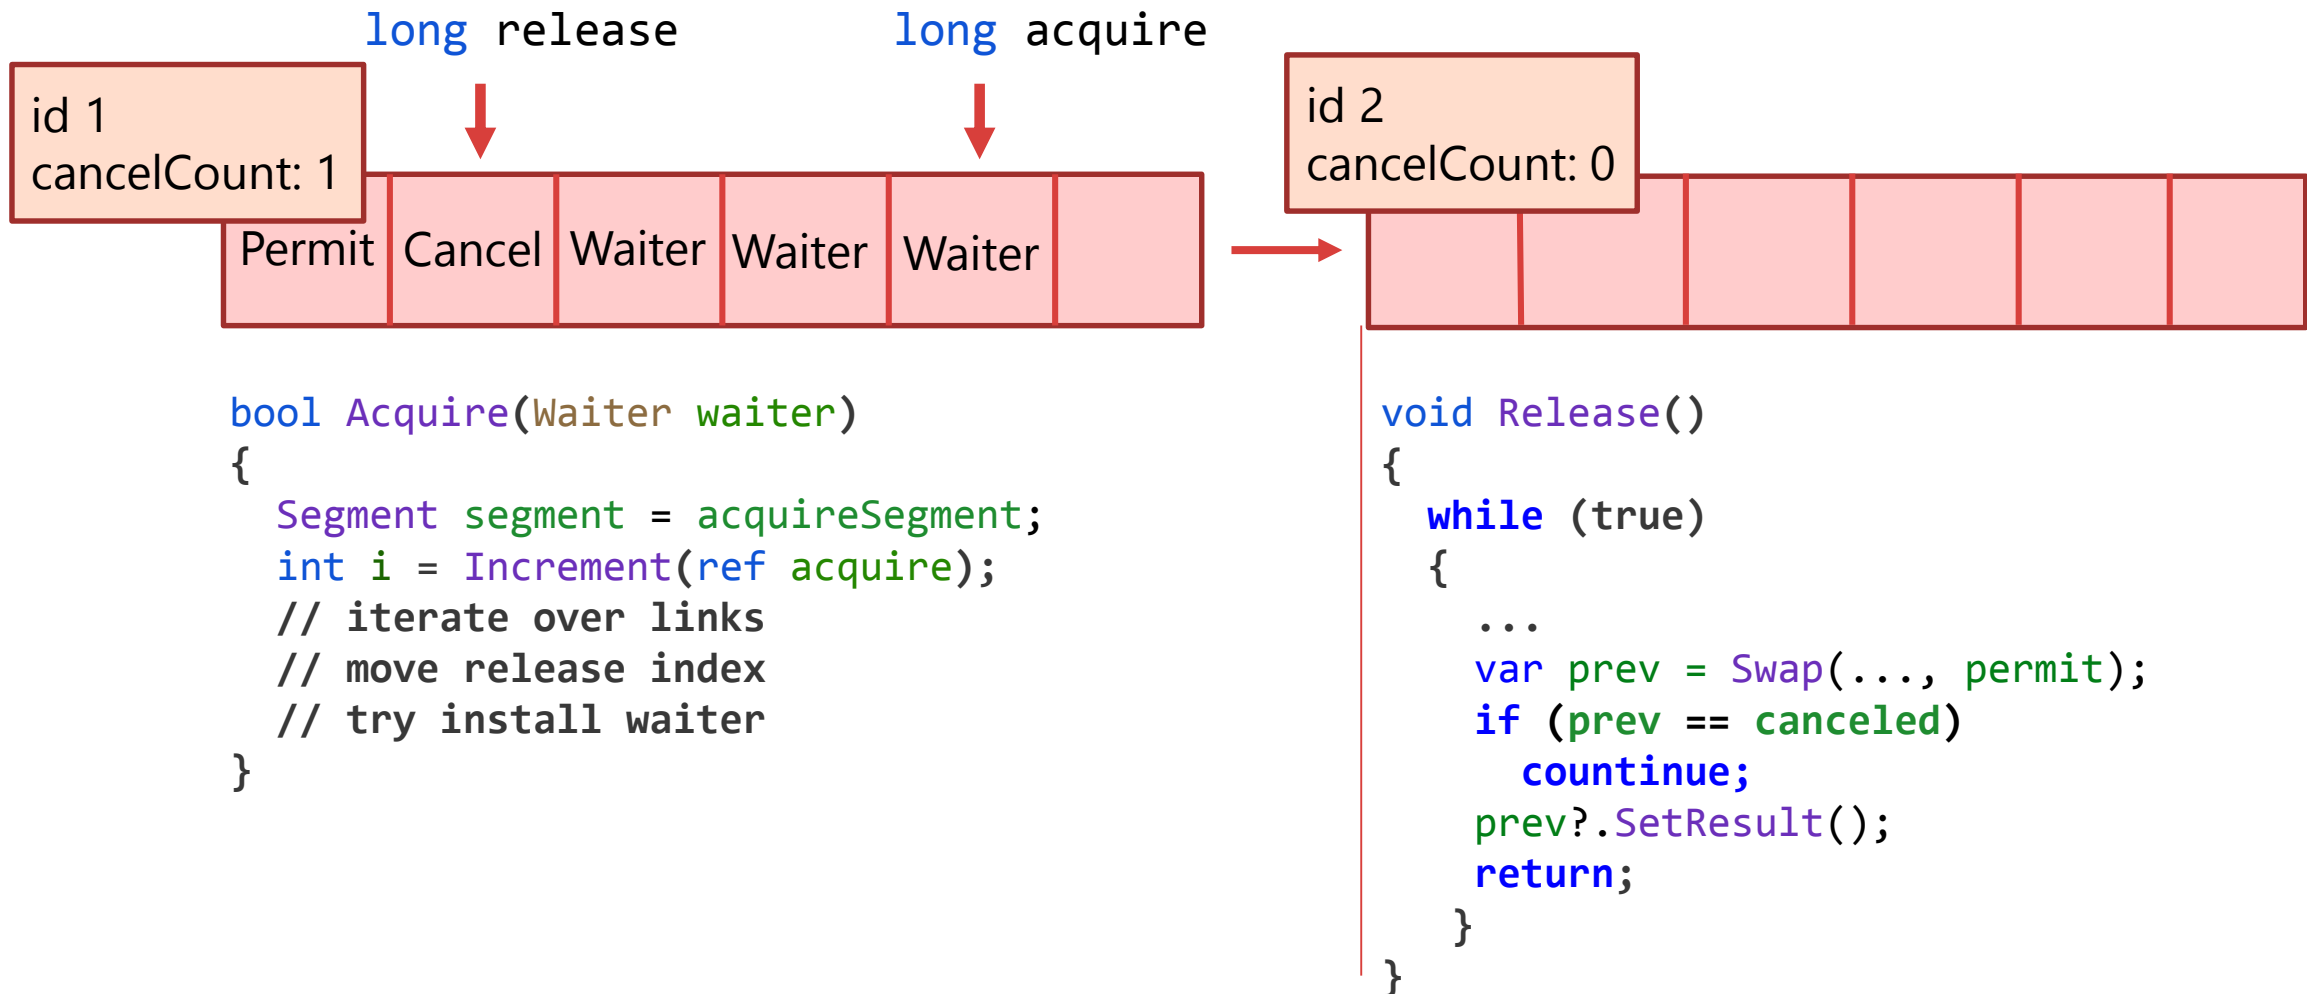 long release
long acquire
id 1
cancelCount: 1
id 2
cancelCount: 0
Permit
Cancel
Waiter
Waiter
Waiter
bool Acquire(Waiter waiter)
{
  Segment segment = acquireSegment;
  int i = Increment(ref acquire);
  // iterate over links
  // move release index
  // try install waiter
}
void Release()
{
  while (true)
  {
    ...
    var prev = Swap(..., permit);
    if (prev == canceled)
      countinue;
    prev?.SetResult();
    return;
   }
}